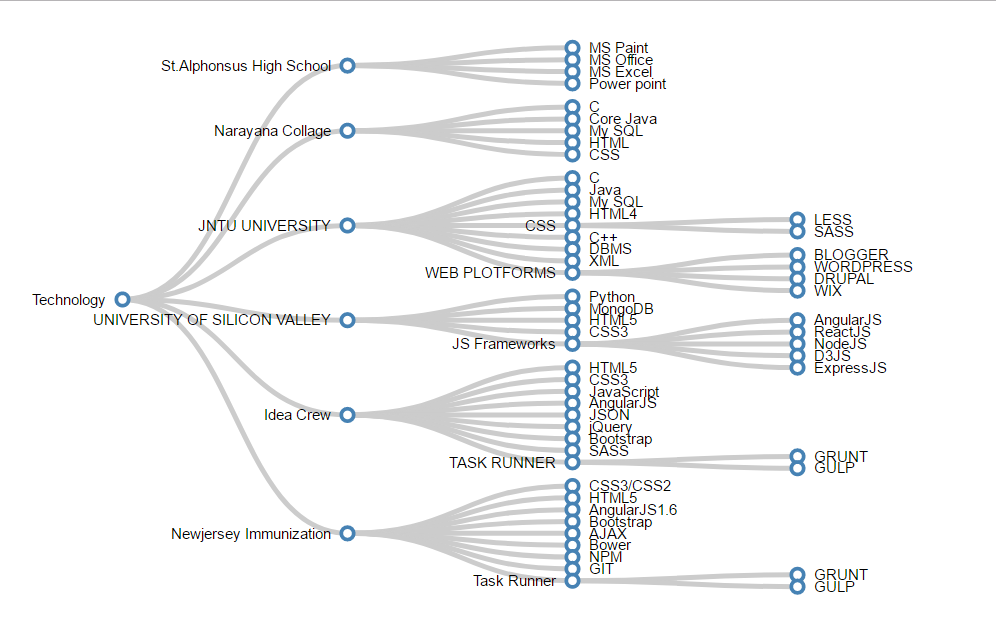 Technology
St.Alphonsus High School
MS Paint
MS Office
MS Excel
Power point
Narayana Collage
C
Core Java
My SQL
HTML
CSS
JNTU UNIVERSITY
C
Java
My SQL
HTML4
CSS
LESS
SASS
C++
DBMS
XML
WEB PLOTFORMS
BLOGGER
WORDPRESS
DRUPAL
WIX
UNIVERSITY OF SILICON VALLEY
Python
MongoDB
HTML5
CSS3
JS Frameworks
AngularJS
ReactJS
NodeJS
D3JS
ExpressJS
Idea Crew
HTML5
CSS3
JavaScript
AngularJS
JSON
jQuery
Bootstrap
SASS
TASK RUNNER
GRUNT
GULP
Newjersey Immunization
CSS3/CSS2
HTML5
AngularJS1.6
Bootstrap
AJAX
Bower
NPM
GIT
Task Runner
GRUNT
GULP